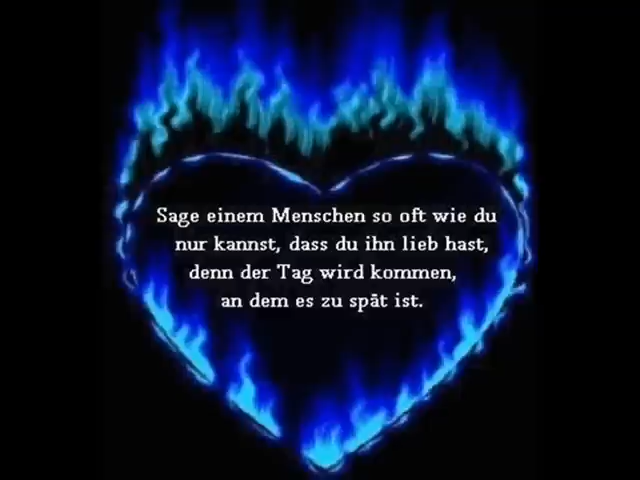 Sage einem Menschen so oft wie du
nur kannst, dass du ihn lieb hast,
denn der Tag wird kommen,
an dem es zu spät ist.